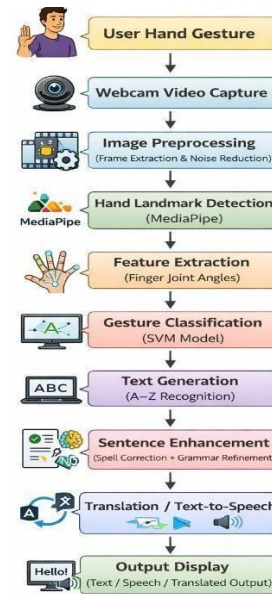 User Hand Gesture
Webcam Video Capture
Image Preprocessing
(Frame Extraction & Noise Reduction)
MediaPipe
Hand Landmark Detection
(MediaPipe)
Feature Extraction
(Finger Joint Angles)
A
Gesture Classification
(SVM Model)
ABC
Text Generation
(A–Z Recognition)
Sentence Enhancement
(Spell Correction + Grammar Refinement)
A
Translation / Text-to-Speech
Hello!
Output Display
(Text / Speech / Translated Output)